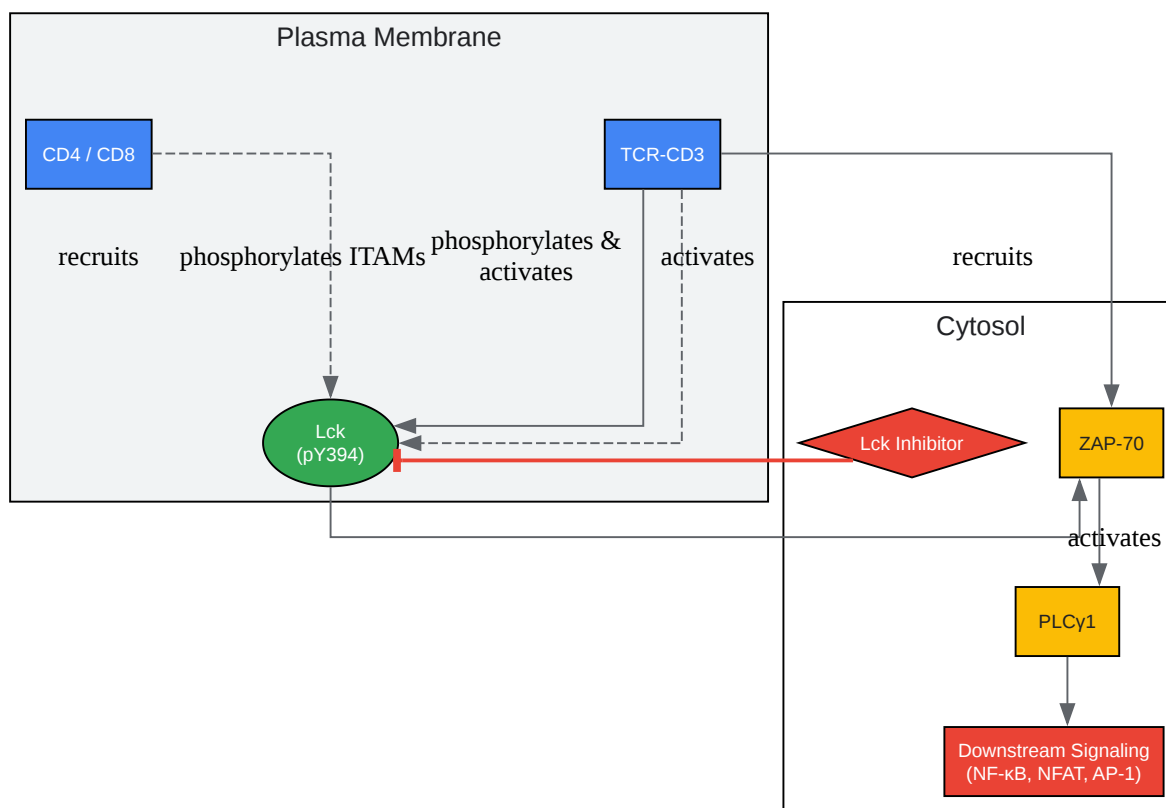 Plasma Membrane
CD4 / CD8
TCR-CD3
recruits
phosphorylates ITAMs
phosphorylates &
activates
activates
recruits
Cytosol
Lck
(pY394)
Lck Inhibitor
ZAP-70
activates
PLCγ1
Downstream Signaling
(NF-κB, NFAT, AP-1)